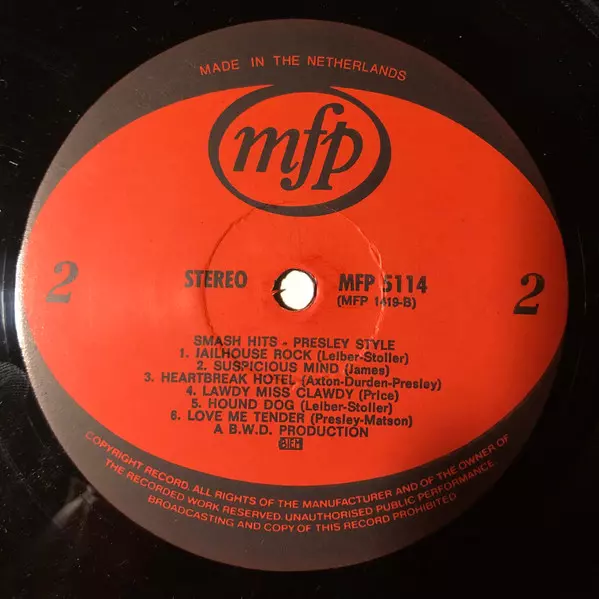 MADE IN THE NETHERLANDS
mfp
2 STEREO MFP 5114 2
(MFP 1419-B)
SMASH HITS - PRESLEY STYLE
1. JAILHOUSE ROCK (Leiber-Stoller)
2. SUSPICIOUS MIND (James)
3. HEARTBREAK HOTEL (Axton-Durden-Presley)
4. LAWDY MISS CLAWDY (Price)
5. HOUND DOG (Leiber-Stoller)
6. LOVE ME TENDER (Presley-Matson)
A B.W.D. PRODUCTION
BIEM
COPYRIGHT RECORD. ALL RIGHTS OF THE MANUFACTURER AND OF THE OWNER OF
THE RECORDED WORK RESERVED. UNAUTHORISED PUBLIC PERFORMANCE
BROADCASTING AND COPY OF THIS RECORD PROHIBITED